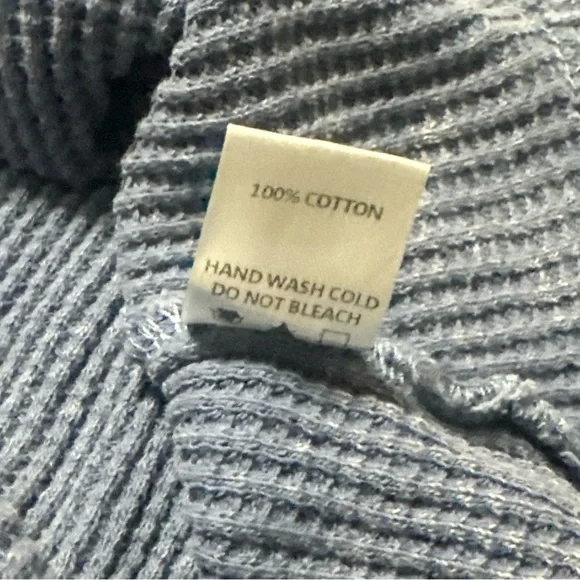 100% COTTON
HAND WASH COLD
DO NOT BLEACH